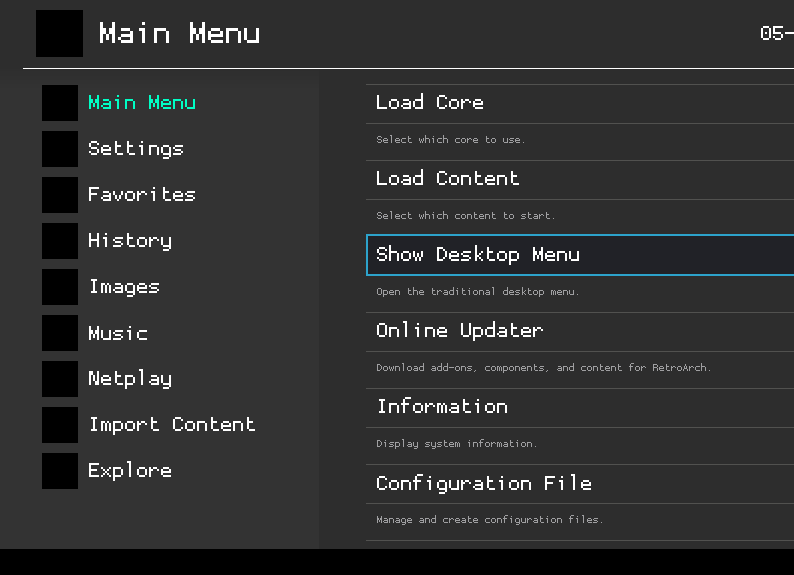 Main Menu
05-
Main Menu
Settings
Favorites
History
Images
Music
Netplay
Import Content
Explore
Load Core
Select which core to use.
Load Content
Select which content to start.
Show Desktop Menu
Open the traditional desktop menu.
Online Updater
Download add-ons, components, and content for RetroArch.
Information
Display system information.
Configuration File
Manage and create configuration files.